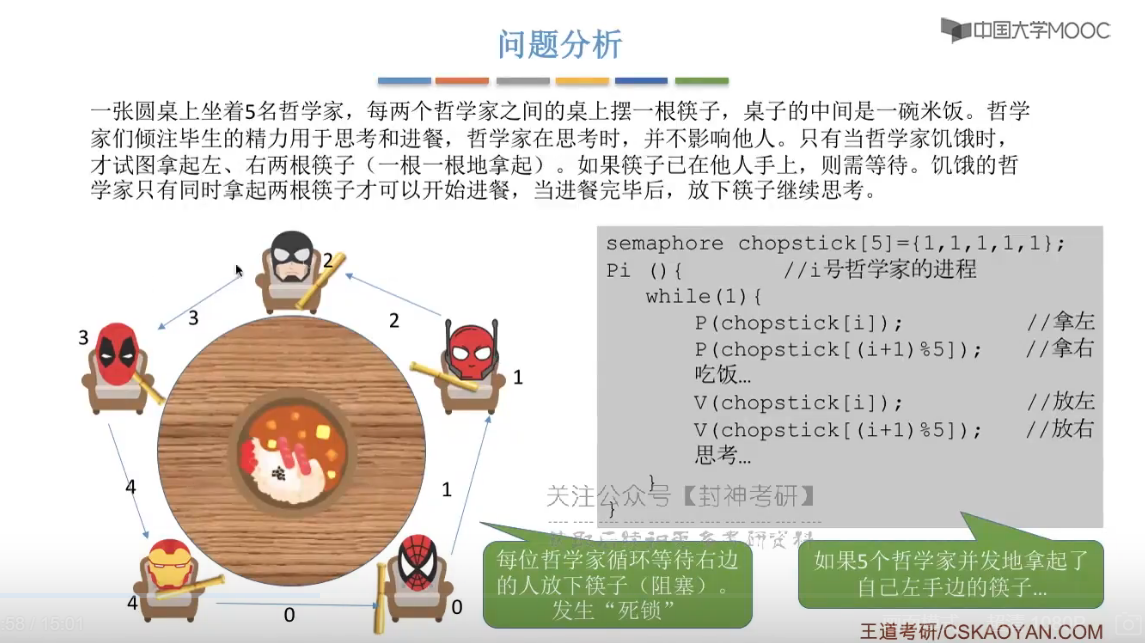 中国大学MOOC
问题分析
一张圆桌上坐着5名哲学家，每两个哲学家之间的桌上摆一根筷子，桌子的中间是一碗米饭。哲学
家们倾注毕生的精力用于思考和进餐，哲学家在思考时，并不影响他人。只有当哲学家饥饿时，
才试图拿起左、右两根筷子（一根一根地拿起）。如果筷子已在他人手上，则需等待。饥饿的哲
学家只有同时拿起两根筷子才可以开始进餐，当进餐完毕后，放下筷子继续思考。
2
3
2
3
1
4
1
4
0
0
semaphore chopstick[5]={1,1,1,1,1};
Pi (){ //i号哲学家的进程
while(1){
P(chopstick[i]); //拿左
P(chopstick[(i+1)%5]); //拿右
吃饭…
V(chopstick[i]); //放左
V(chopstick[(i+1)%5]); //放右
思考…
}
}
关注公众号【封神考研】
每位哲学家循环等待右边
的人放下筷子（阻塞）。
发生“死锁”
如果5个哲学家并发地拿起了
自己左手边的筷子…
王道考研/CSKAOYAN.COM